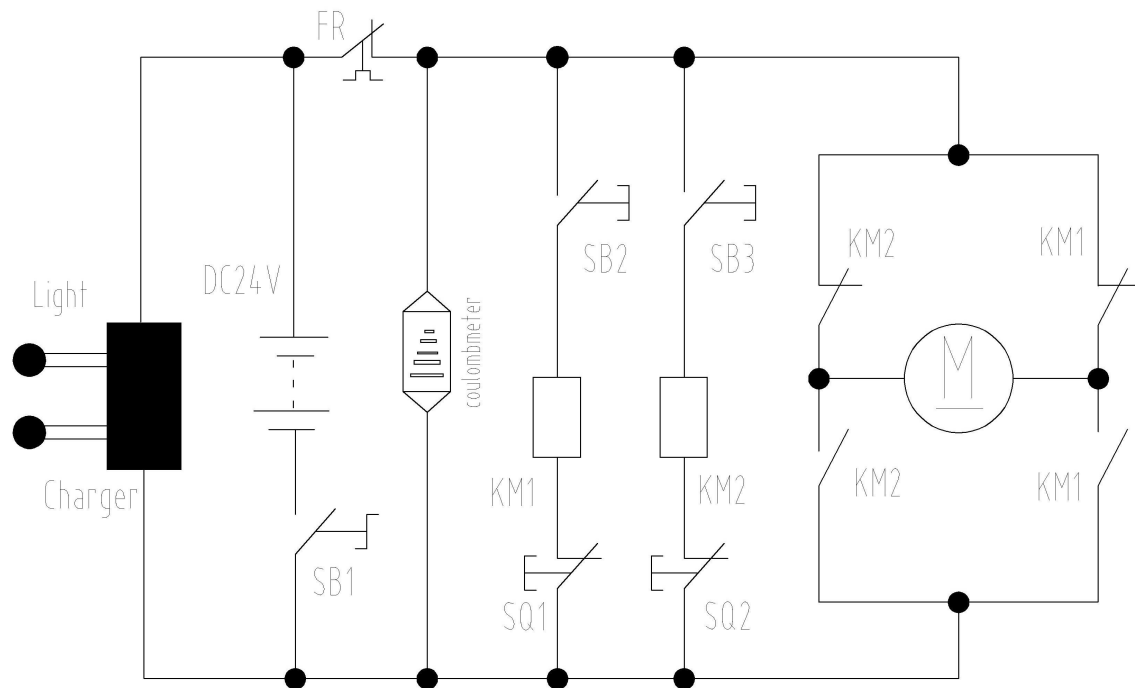 FR
KM2
KM1
SB2
SB3
DC24V
Light
coulombmeter
M
KM1
KM2
KM2
KM1
Charger
SB1
SQ1
SQ2